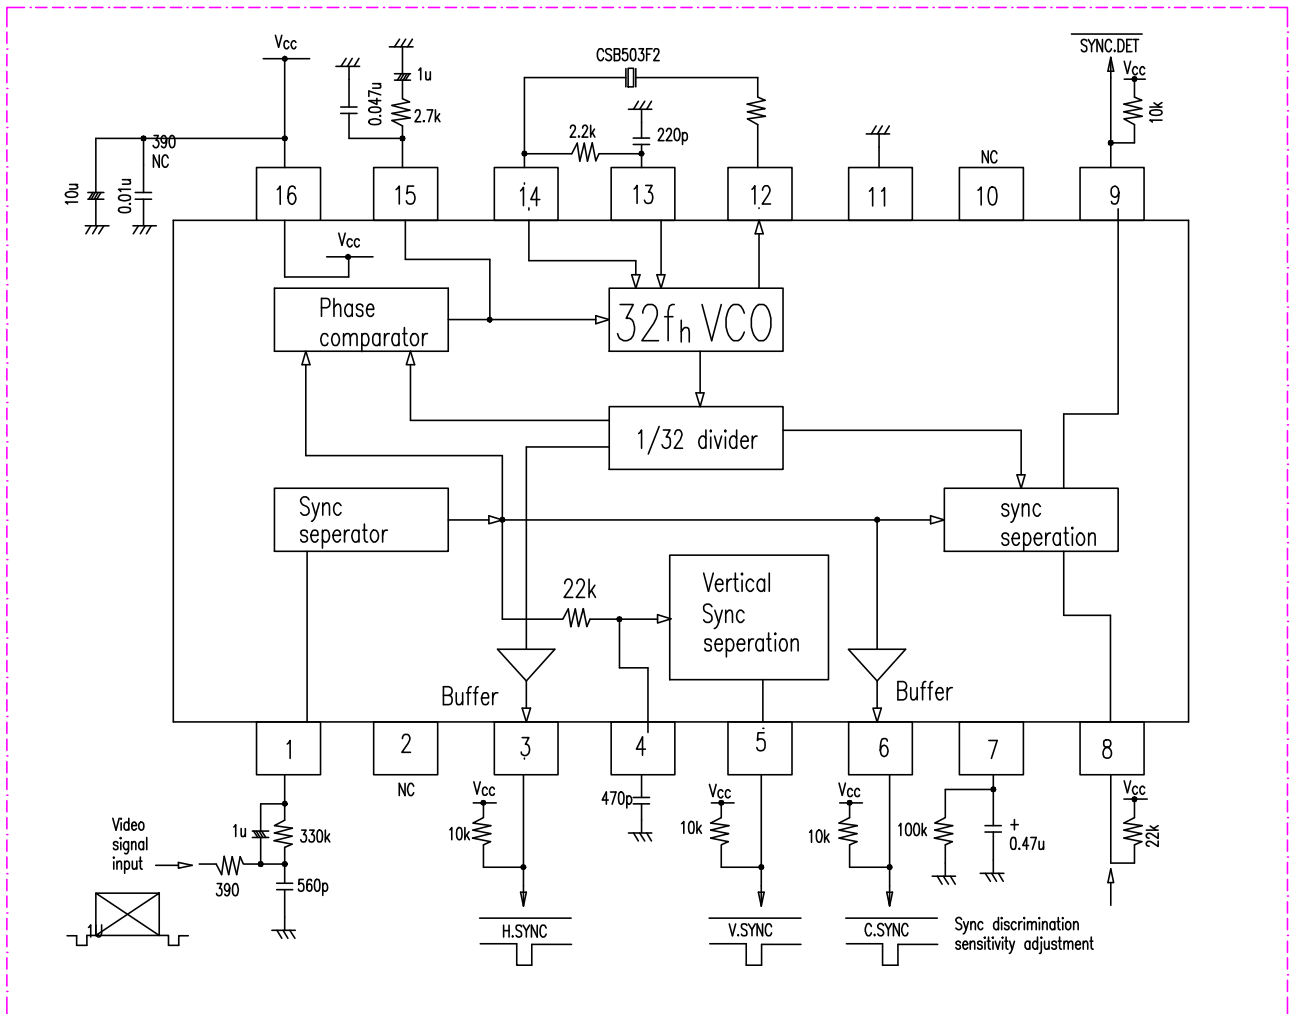 Vcc
1u
CSB503F2
SYNC.DET
Vcc
0.047u
2.7k
2.2k
220p
10k
390
NC
NC
10u
0.01u
16
15
14
13
12
11
10
9
Vcc
Phase
comparator
32fh VCO
1/32 divider
Sync
seperator
sync
seperation
22k
Vertical
Sync
seperation
Buffer
Buffer
1
2
3
4
5
6
7
8
NC
Vcc
Vcc
Vcc
Vcc
470p
Video
signal
input
1u
330k
10k
10k
10k
100k
+
0.47u
22k
390
560p
1U
H.SYNC
V.SYNC
C.SYNC
Sync discrimination
sensitivity adjustment